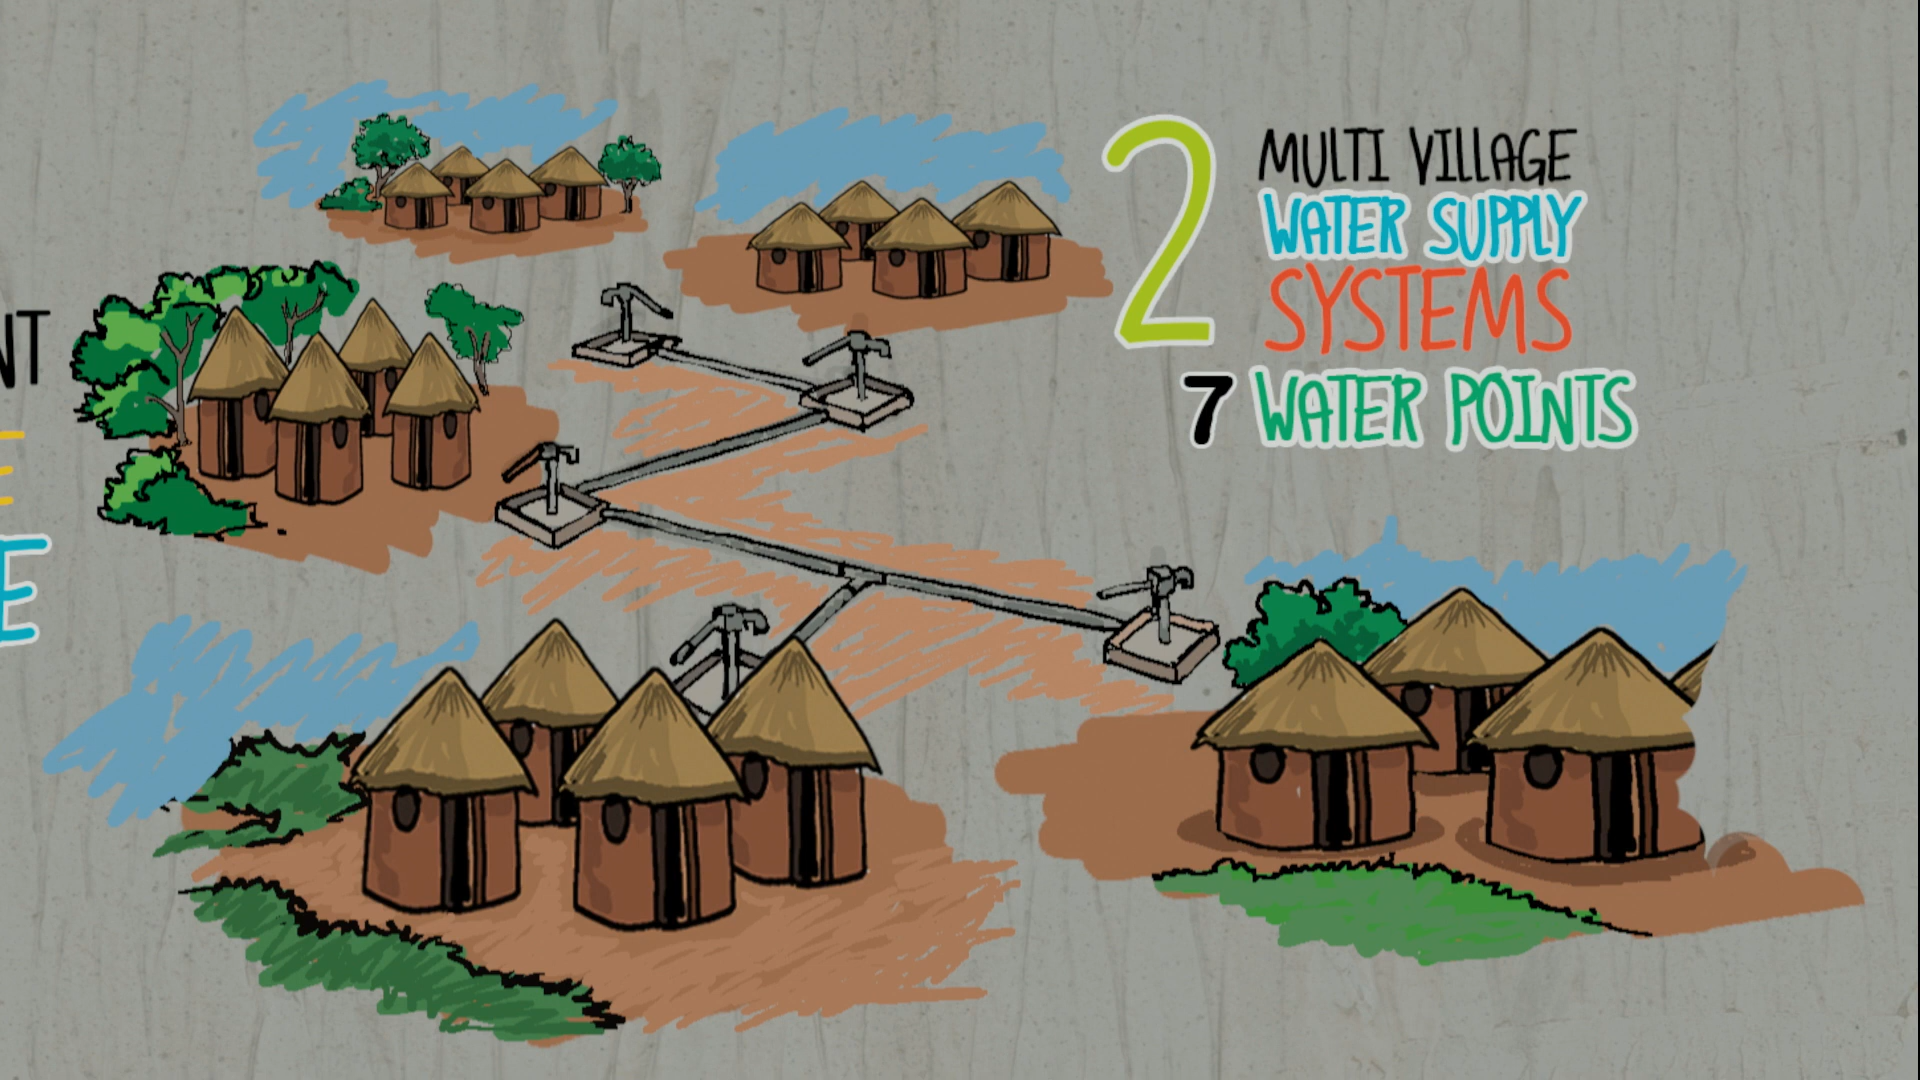 2 MULTI VILLAGE
WATER SUPPLY
SYSTEMS
7 WATER POINTS